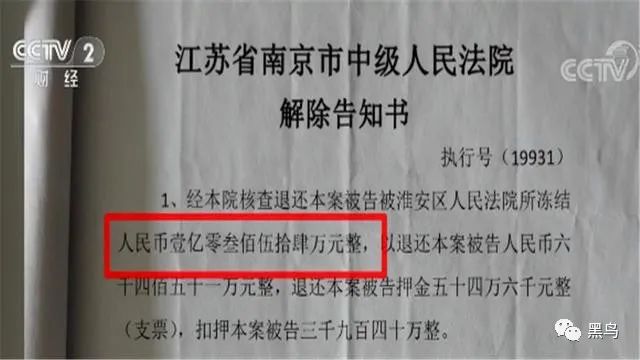 CCTV 2
财经
CCTV
江苏省南京市中级人民法院
解除告知书
执行号（19931）
1、经本院核查退还本案被告被淮安区人民法院所冻结
人民币壹亿零叁佰伍拾肆万元整，以退还本案被告人民币六
千四佰五十一万元整，退还本案被告押金五十四万六千元整
（支票），扣押本案被告三千九百四十万整。
黑鸟